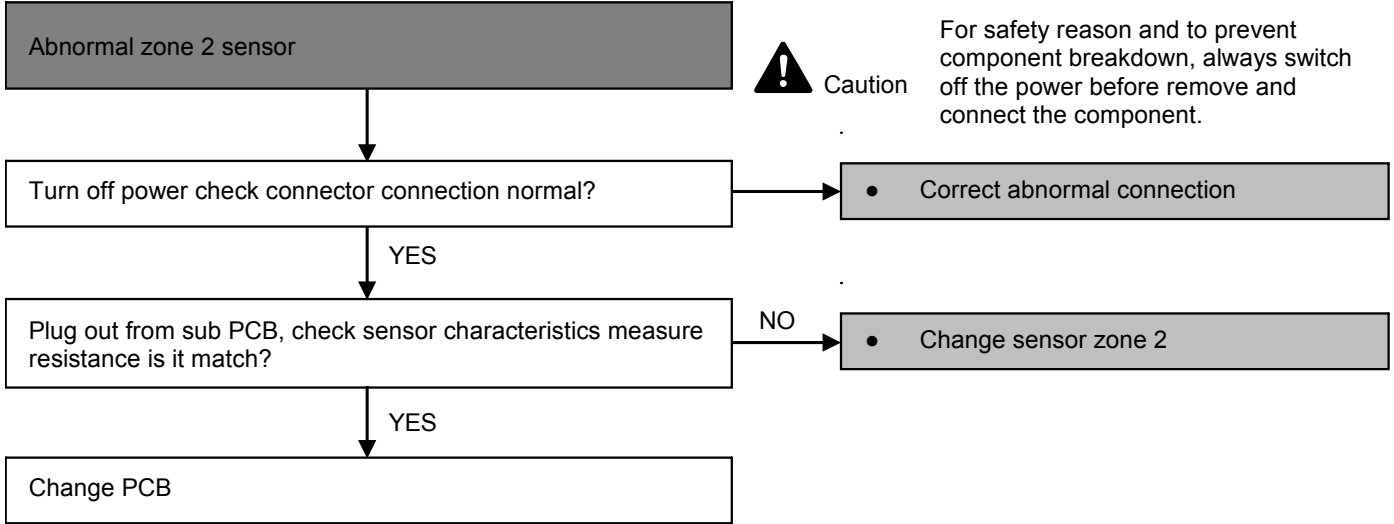 Abnormal zone 2 sensor
Caution
For safety reason and to prevent
component breakdown, always switch
off the power before remove and
connect the component.
Turn off power check connector connection normal?
● Correct abnormal connection
YES
Plug out from sub PCB, check sensor characteristics measure
resistance is it match?
NO
● Change sensor zone 2
YES
Change PCB